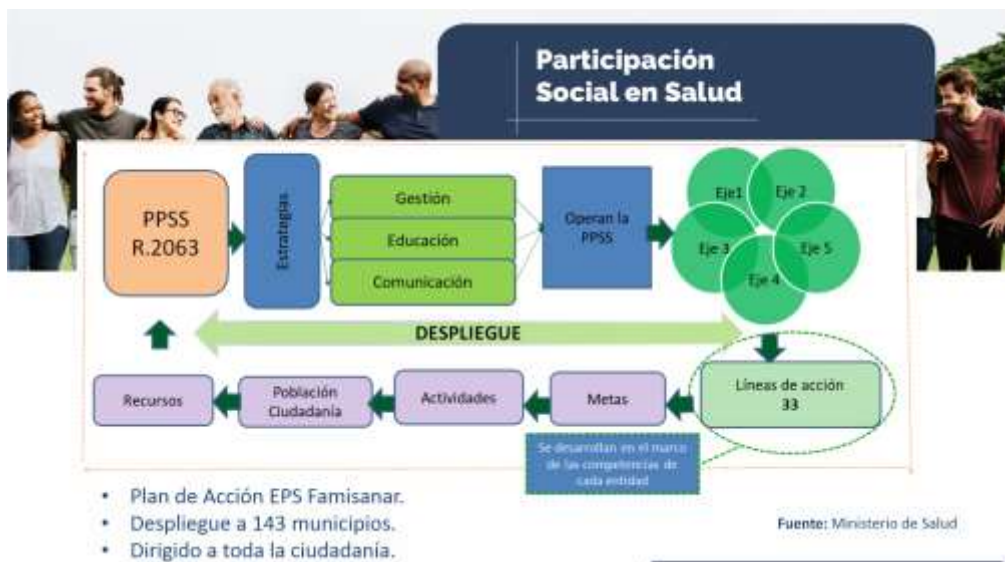 Participación
Social en Salud
PPSS
R.2063
Estrategias
Gestión
Educación
Comunicación
Operan la
PPSS
Eje1
Eje 2
Eje 3
Eje 5
Eje 4
DESPLIEGUE
Recursos
Población
Ciudadanía
Actividades
Metas
Líneas de acción
33
Se desarrollan en el marco
de las competencias de
cada entidad
• Plan de Acción EPS Famisanar.
• Despliegue a 143 municipios.
• Dirigido a toda la ciudadanía.
Fuente: Ministerio de Salud